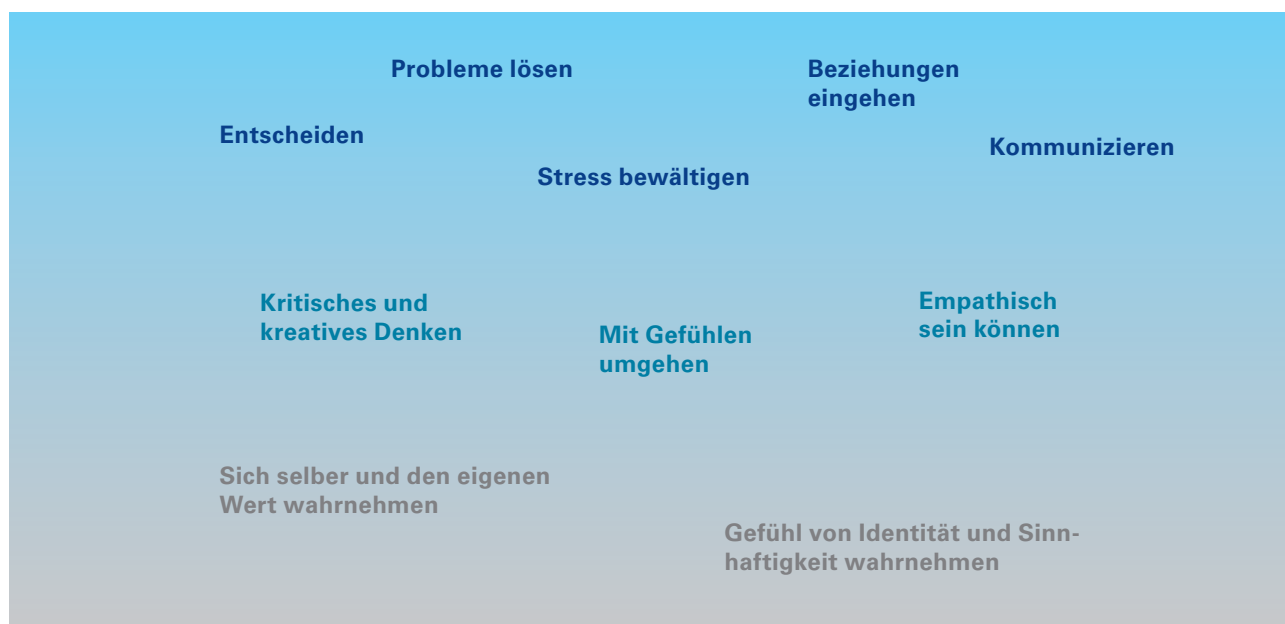 Probleme lösen
Beziehungen
eingehen
Entscheiden
Kommunizieren
Stress bewältigen
Kritisches und
kreatives Denken
Mit Gefühlen
umgehen
Empathisch
sein können
Sich selber und den eigenen
Wert wahrnehmen
Gefühl von Identität und Sinn-
haftigkeit wahrnehmen